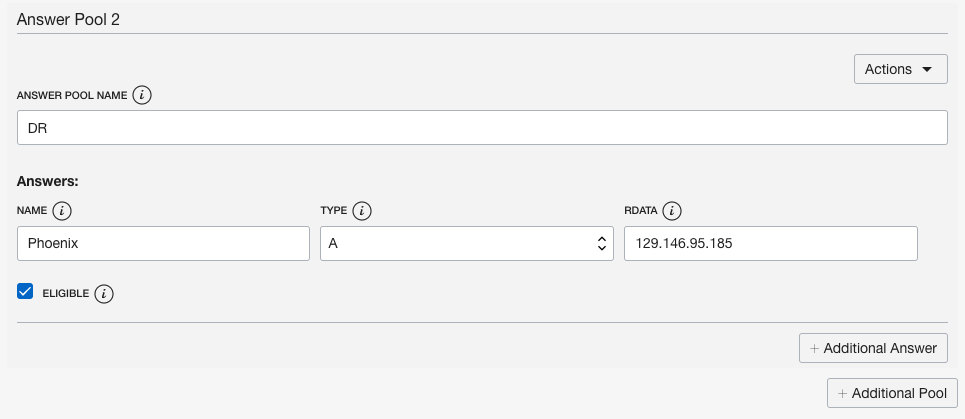 Answer Pool 2
Actions
ANSWER POOL NAME i
DR
Answers:
NAME i TYPE i RDATA i
Phoenix A 129.146.95.185
ELIGIBLE i
+ Additional Answer
+ Additional Pool